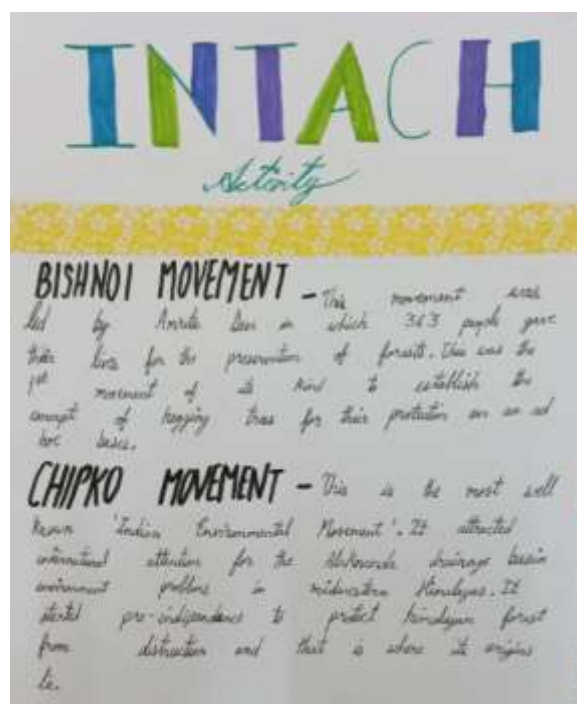 INTACH
Activity
BISHNOI MOVEMENT - This movement was
led by Amrita Devi in which 363 people gave
their lives for the preservation of forests. This was the
1st movement of its kind to establish the
concept of hugging trees for their protection on an ad
hoc basis.
CHIPKO MOVEMENT - This is the most well
known 'Indian Environmental Movement'. It attracted
international attention for the Alaknanda drainage basin
environment problems in midwestern Himalayas. It
started pre-independence to protect himalayan forest
from distruction and that is where its origins
lie.